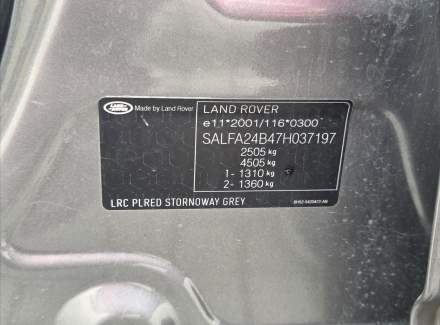 LAND-
ROVER
Made by Land Rover
LAND ROVER
e11*2001/116*0300
SALFA24B47H037197
2505 kg
4505 kg
1- 1310 kg
2- 1360 kg
LRC PLRED STORNOWAY GREY